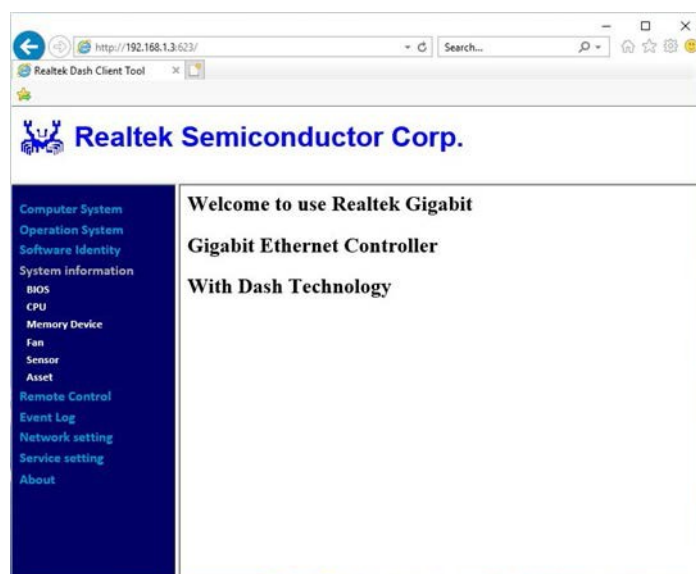 http://192.168.1.3:623/
Search...
Realtek Dash Client Tool
Realtek Semiconductor Corp.
Computer System
Operation System
Software Identity
System information
BIOS
CPU
Memory Device
Fan
Sensor
Asset
Remote Control
Event Log
Network setting
Service setting
About
Welcome to use Realtek Gigabit
Gigabit Ethernet Controller
With Dash Technology